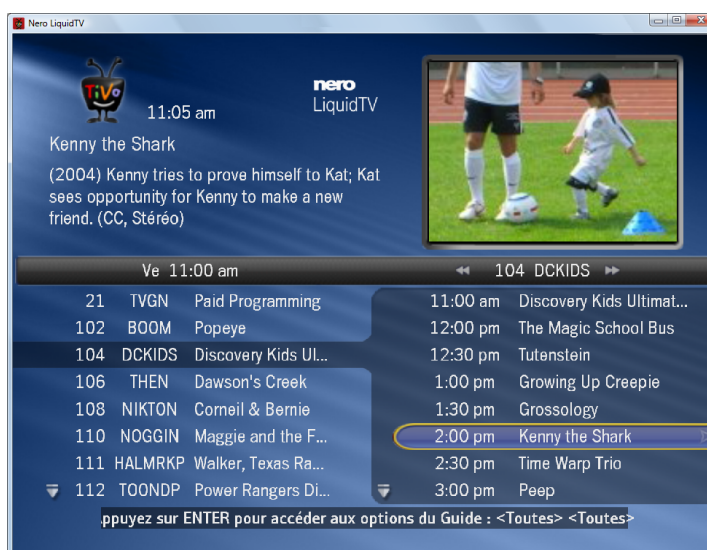 Nero LiquidTV
TiVo
11:05 am
nero
LiquidTV
Kenny the Shark
(2004) Kenny tries to prove himself to Kat; Kat
sees opportunity for Kenny to make a new
friend. (CC, Stéréo)
Ve 11:00 am
104 DCKIDS
21 TVGN Paid Programming
102 BOOM Popeye
104 DCKIDS Discovery Kids Ul...
106 THEN Dawson's Creek
108 NIKTON Corneil & Bernie
110 NOGGIN Maggie and the F...
111 HALMRKP Walker, Texas Ra...
112 TOONDP Power Rangers Di...
11:00 am Discovery Kids Ultimat...
12:00 pm The Magic School Bus
12:30 pm Tutenstein
1:00 pm Growing Up Creepie
1:30 pm Grossology
2:00 pm Kenny the Shark
2:30 pm Time Warp Trio
3:00 pm Peep
ppuyez sur ENTER pour accéder aux options du Guide : <Toutes> <Toutes>